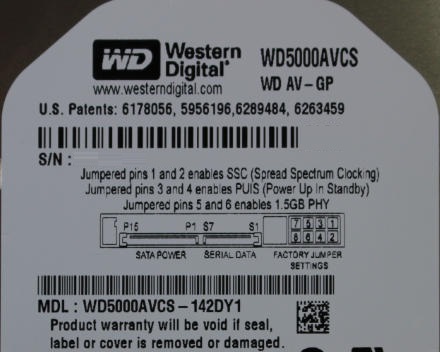 WD Western Digital
WD5000AVCS
www.westerndigital.com
WD AV-GP
U.S. Patents: 6178056, 5956196,6289484, 6263459
S/N :
Jumpered pins 1 and 2 enables SSC (Spread Spectrum Clocking)
Jumpered pins 3 and 4 enables PUIS (Power Up In Standby)
Jumpered pins 5 and 6 enables 1.5GB PHY
P15 P1 S7 S1 7 5 3 1
8 6 4 2
SATA POWER SERIAL DATA FACTORY JUMPER
SETTINGS
MDL : WD5000AVCS-142DY1
Product warranty will be void if seal,
label or cover is removed or damaged.